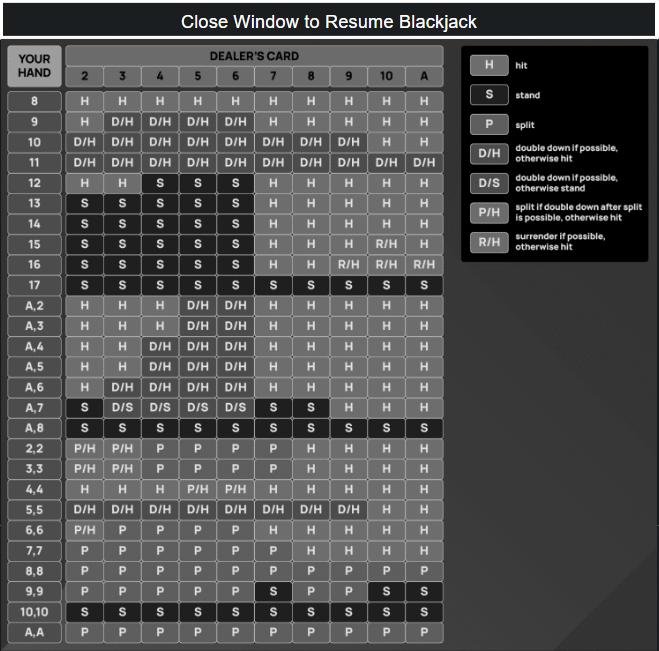 Close Window to Resume Blackjack
YOUR HAND
DEALER'S CARD
2 3 4 5 6 7 8 9 10 A
8 H H H H H H H H H H
9 H D/H D/H D/H D/H H H H H H
10 D/H D/H D/H D/H D/H D/H D/H D/H H H
11 D/H D/H D/H D/H D/H D/H D/H D/H D/H D/H
12 H H S S S H H H H H
13 S S S S S H H H H H
14 S S S S S H H H H H
15 S S S S S H H H R/H H
16 S S S S S H H R/H R/H R/H
17 S S S S S S S S S S
A,2 H H H D/H D/H H H H H H
A,3 H H H D/H D/H H H H H H
A,4 H H D/H D/H D/H H H H H H
A,5 H H D/H D/H D/H H H H H H
A,6 H D/H D/H D/H D/H H H H H H
A,7 S D/S D/S D/S D/S S S H H H
A,8 S S S S S S S S S S
2,2 P/H P/H P P P P H H H H
3,3 P/H P/H P P P P H H H H
4,4 H H H P/H P/H H H H H H
5,5 D/H D/H D/H D/H D/H D/H D/H D/H H H
6,6 P/H P P P P H H H H H
7,7 P P P P P P H H H H
8,8 P P P P P P P P P P
9,9 P P P P P S P P S S
10,10 S S S S S S S S S S
A,A P P P P P P P P P P
H hit
S stand
P split
D/H double down if possible,
otherwise hit
D/S double down if possible,
otherwise stand
P/H split if double down after split
is possible, otherwise hit
R/H surrender if possible,
otherwise hit